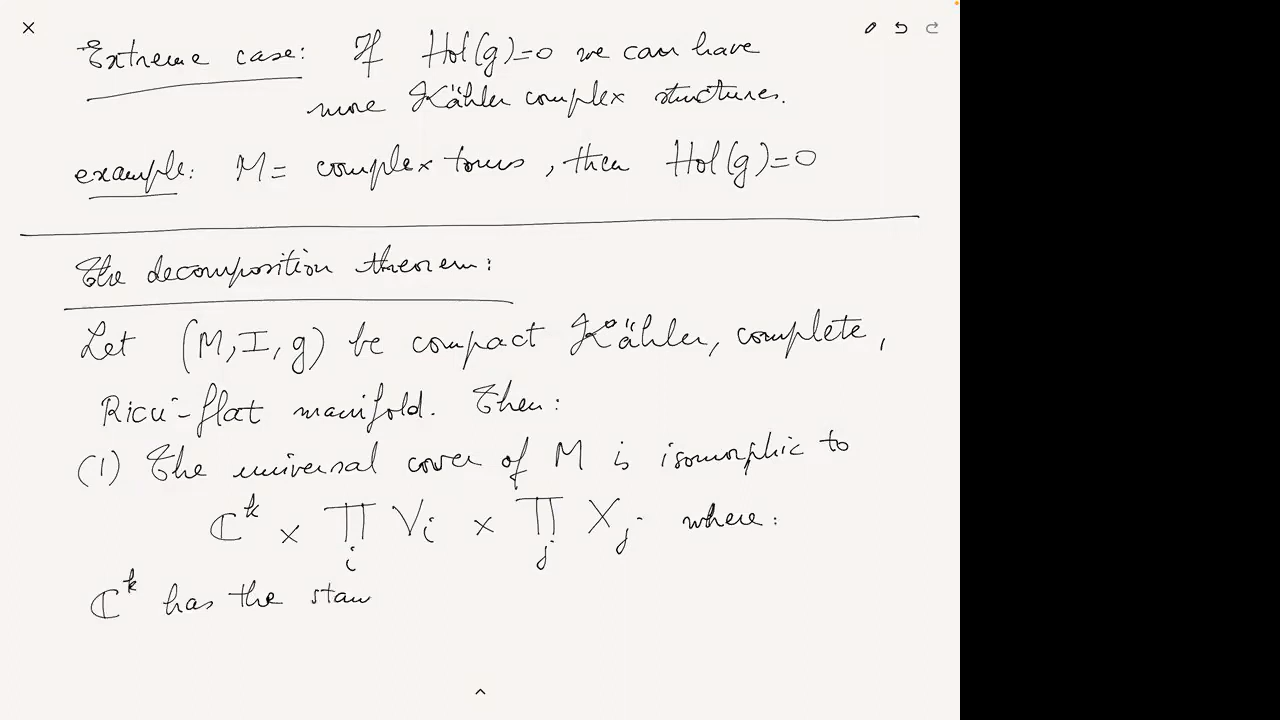 Extreme case: If Hol(g)=0 we can have
more Kähler complex structures.
example: M= complex torus, then Hol(g)=0
The decomposition theorem:
Let (M,I,g) be compact Kähler, complete,
Ricci-flat manifold. Then:
(1) The universal cover of M is isomorphic to
ℂ^k × ∏_i V_i × ∏_j X_j where:
ℂ^k has the stan